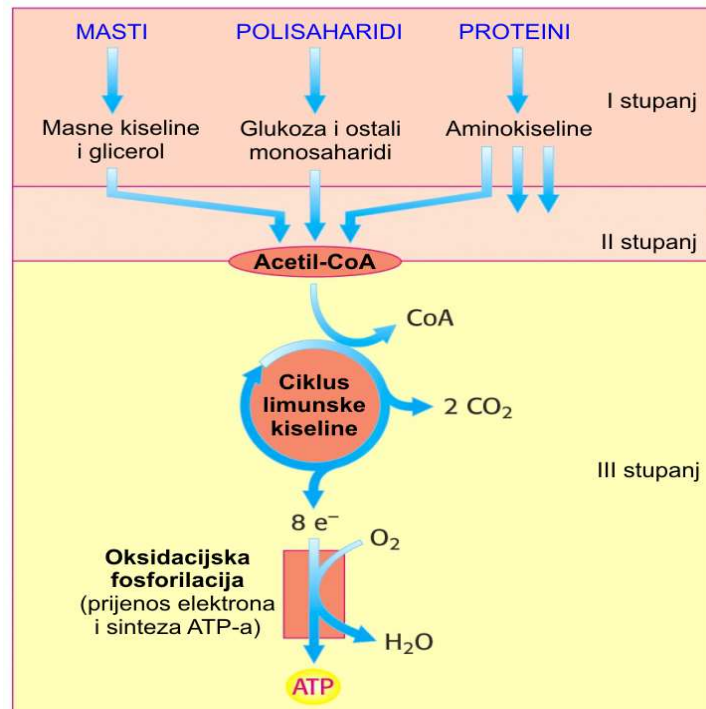 MASTI
POLISAHARIDI
PROTEINI
I stupanj
Masne kiseline
i glicerol
Glukoza i ostali
monosaharidi
Aminokiseline
II stupanj
Acetil-CoA
CoA
Ciklus
limunske
kiseline
2 CO₂
III stupanj
8 e⁻
O₂
Oksidacijska
fosforilacija
(prijenos elektrona
i sinteza ATP-a)
H₂O
ATP